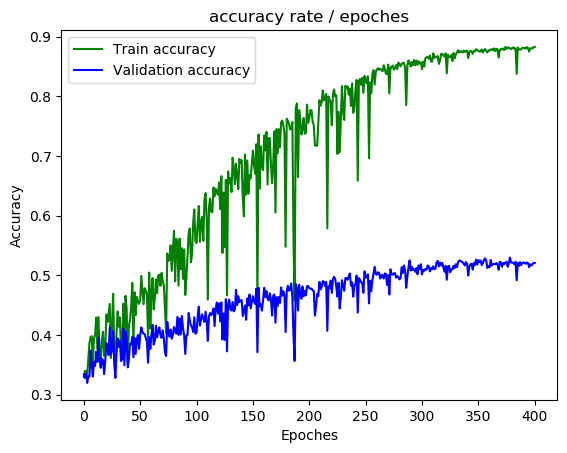 accuracy rate / epoches
Train accuracy
Validation accuracy
0.9
0.8
0.7
0.6
0.5
0.4
0.3
Accuracy
0 50 100 150 200 250 300 350 400
Epoches